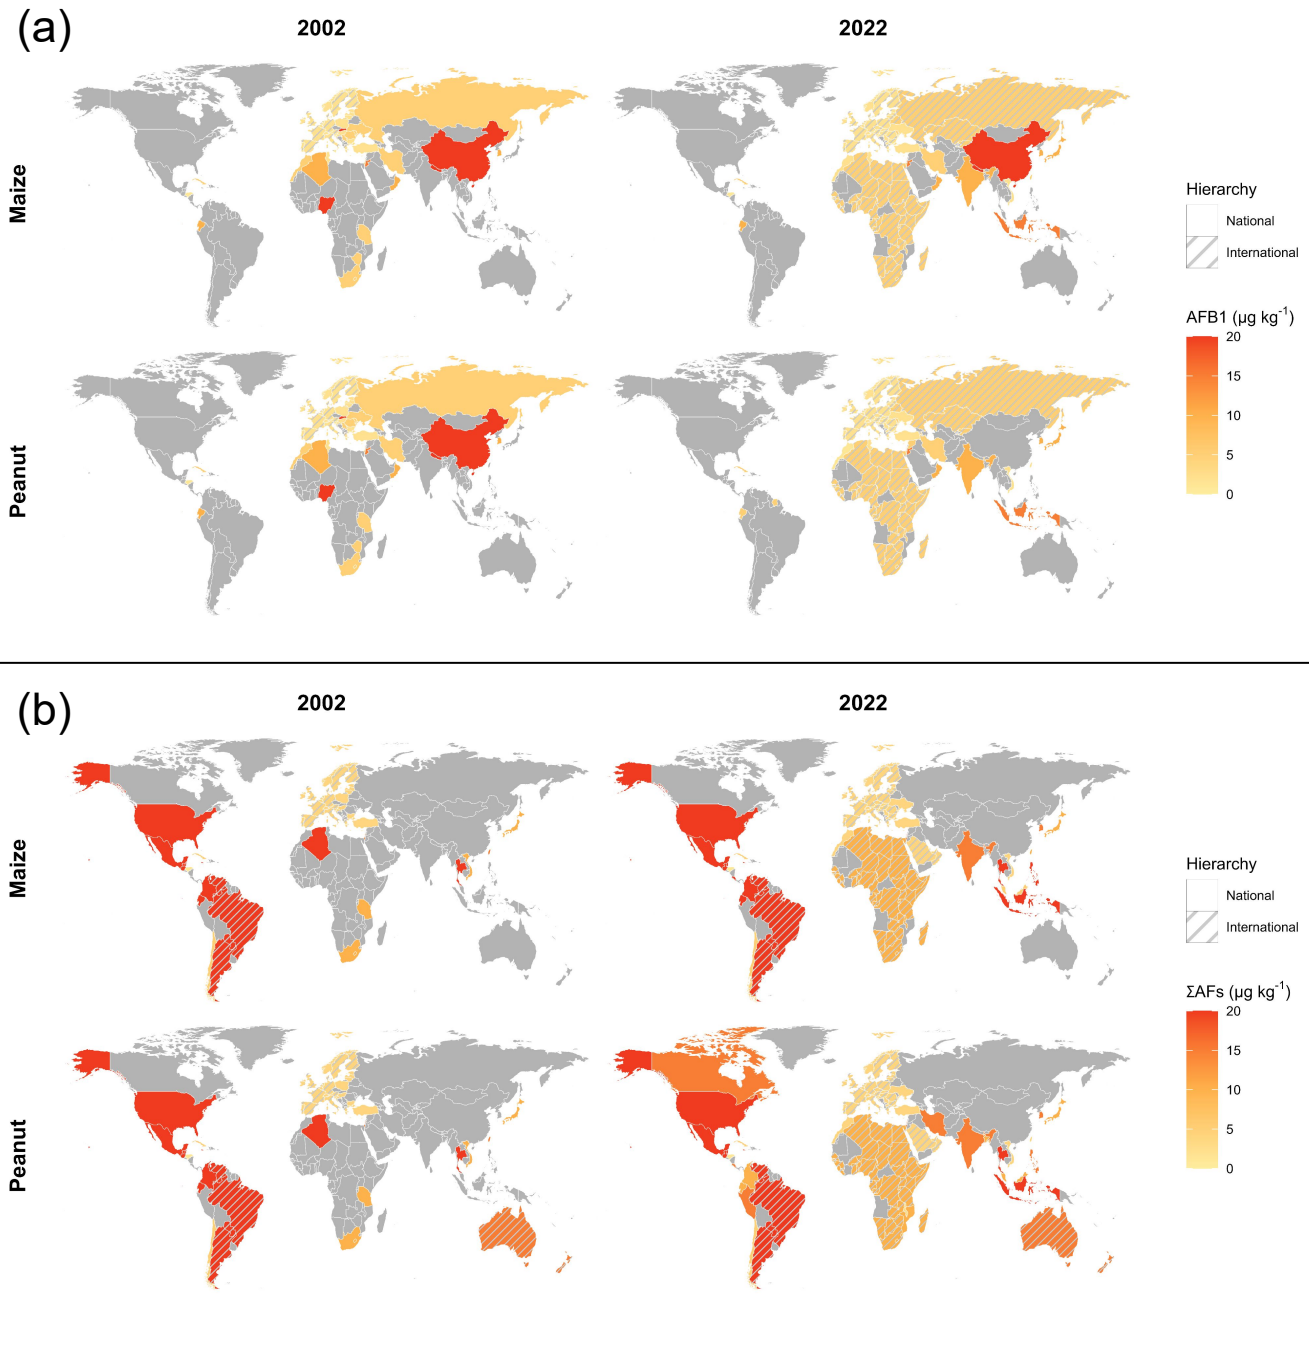 (a)
2002
2022
Maize
Peanut
Hierarchy
National
International
AFB1 (μg kg⁻¹)
20
15
10
5
0
(b)
2002
2022
Maize
Peanut
Hierarchy
National
International
ΣAFs (μg kg⁻¹)
20
15
10
5
0